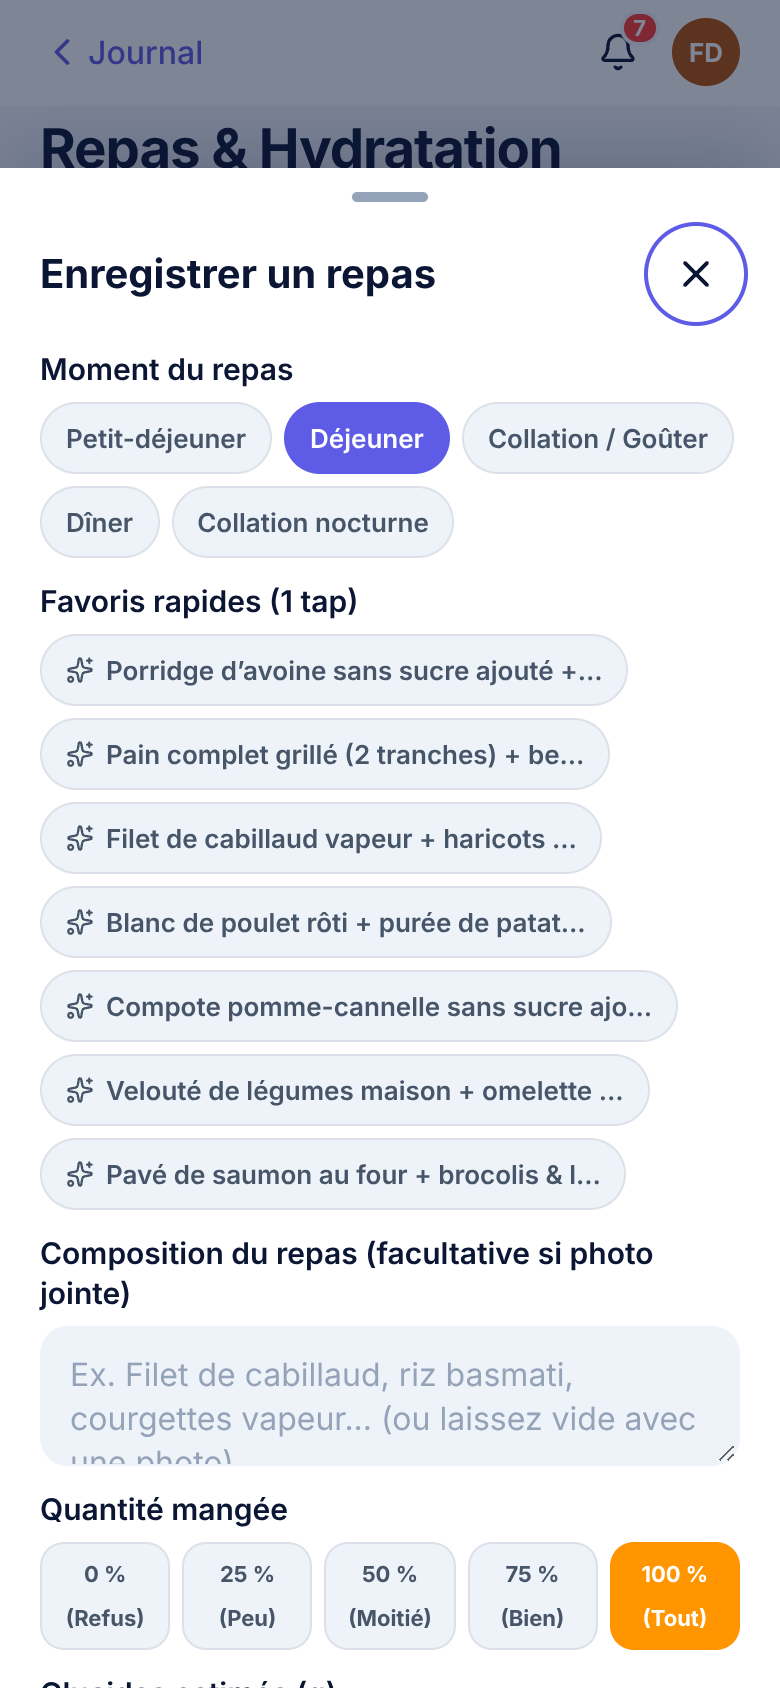 Journal
7
FD
Repas & Hydratation
Enregistrer un repas
Moment du repas
Petit-déjeuner
Déjeuner
Collation / Goûter
Dîner
Collation nocturne
Favoris rapides (1 tap)
Porridge d’avoine sans sucre ajouté +...
Pain complet grillé (2 tranches) + be...
Filet de cabillaud vapeur + haricots ...
Blanc de poulet rôti + purée de patat...
Compote pomme-cannelle sans sucre ajo...
Velouté de légumes maison + omelette ...
Pavé de saumon au four + brocolis & l...
Composition du repas (facultative si photo
jointe)
Ex. Filet de cabillaud, riz basmati,
courgettes vapeur... (ou laissez vide avec
une photo)
Quantité mangée
0 %
(Refus)
25 %
(Peu)
50 %
(Moitié)
75 %
(Bien)
100 %
(Tout)
Glucides estimés (g)